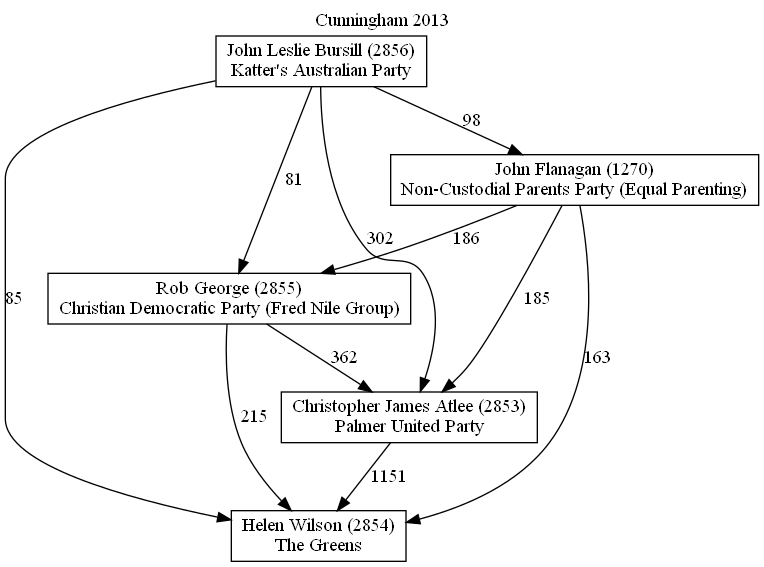 Cunningham 2013
John Leslie Bursill (2856)
Katter's Australian Party
98
John Flanagan (1270)
Non-Custodial Parents Party (Equal Parenting)
81
302
186
Rob George (2855)
Christian Democratic Party (Fred Nile Group)
85
185
362
163
Christopher James Atlee (2853)
Palmer United Party
215
1151
Helen Wilson (2854)
The Greens